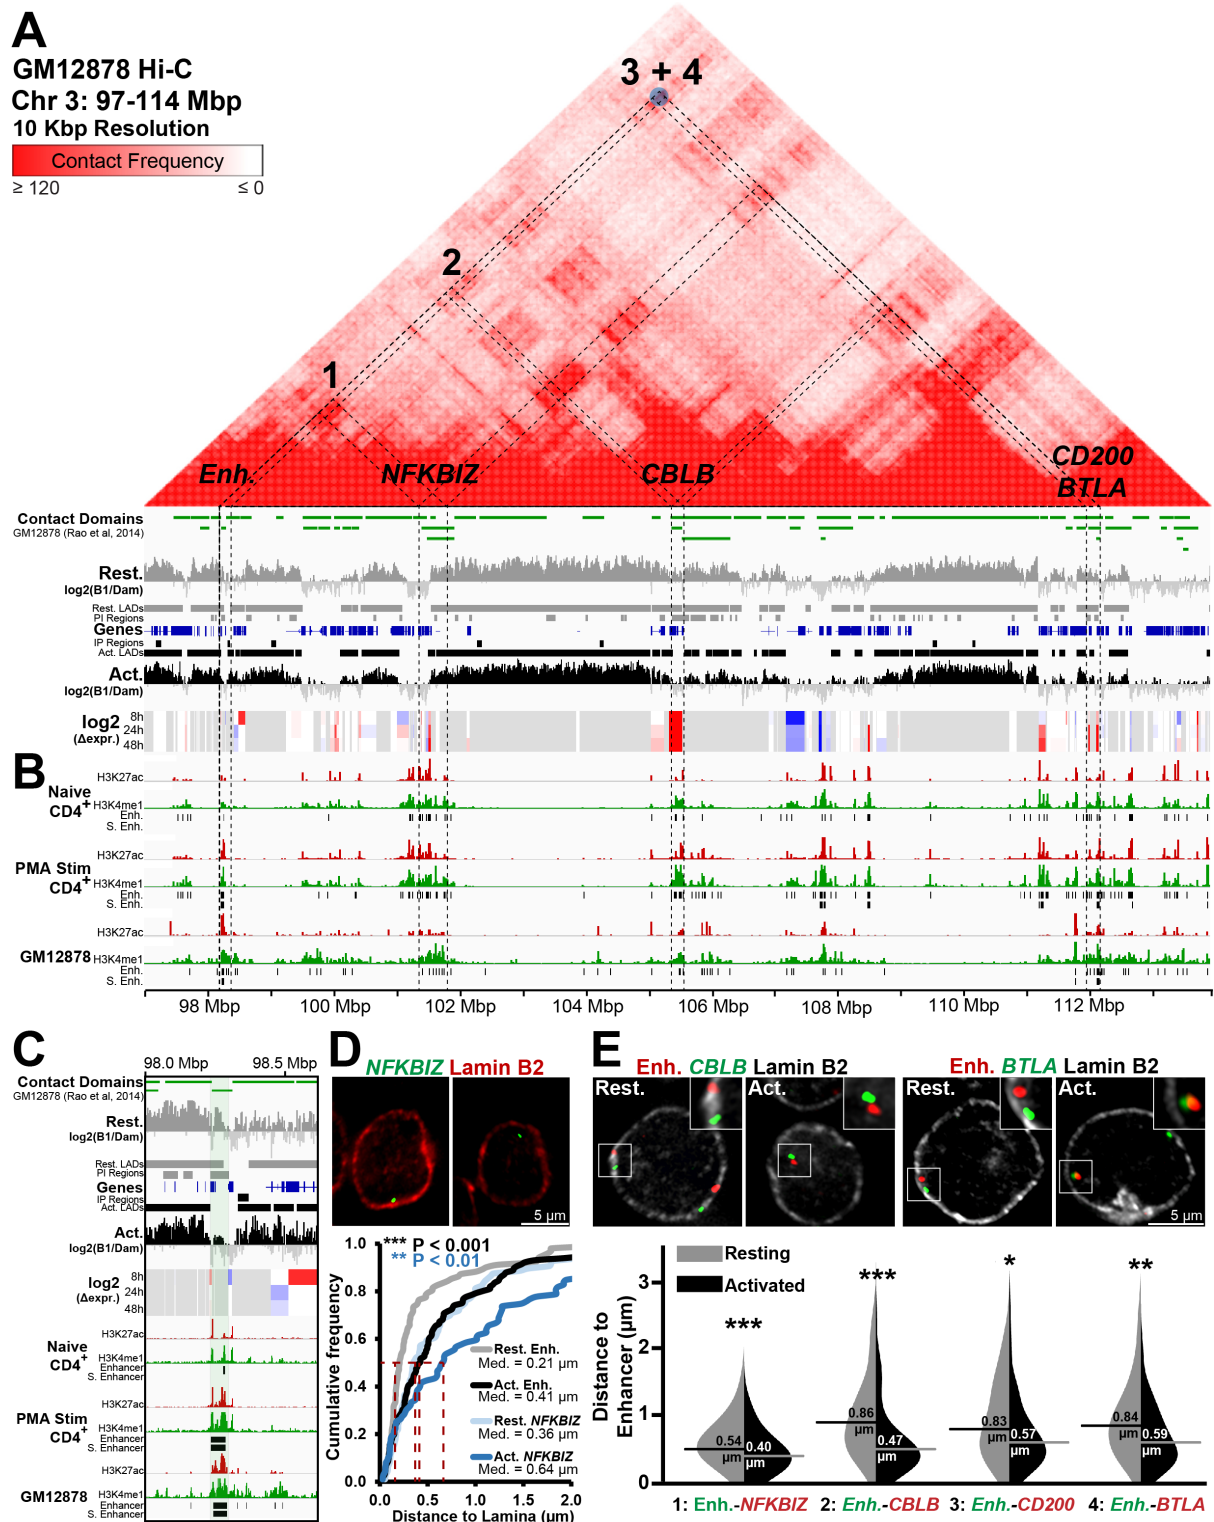 A
GM12878 Hi-C
Chr 3: 97-114 Mbp
10 Kbp Resolution
Contact Frequency
≥ 120 ≤ 0
3 + 4
2
1
Enh. NFKBIZ CBLB CD200
BTLA
Contact Domains
GM12878 (Rao et al, 2014)
Rest.
log2(B1/Dam)
Rest. LADs
PI Regions
Genes
IP Regions
Act. LADs
Act.
log2(B1/Dam)
log2 8h
(Δexpr.) 24h
48h
B
Naive CD4+
H3K27ac
H3K4me1
Enh.
S. Enh.
PMA Stim CD4+
H3K27ac
H3K4me1
Enh.
S. Enh.
GM12878
H3K27ac
H3K4me1
Enh.
S. Enh.
98 Mbp 100 Mbp 102 Mbp 104 Mbp 106 Mbp 108 Mbp 110 Mbp 112 Mbp
C
98.0 Mbp 98.5 Mbp
Contact Domains
GM12878 (Rao et al, 2014)
Rest.
log2(B1/Dam)
Rest. LADs
PI Regions
Genes
IP Regions
Act. LADs
Act.
log2(B1/Dam)
log2 8h
(Δexpr.) 24h
48h
Naive CD4+
H3K27ac
H3K4me1
Enhancer
S. Enhancer
PMA Stim CD4+
H3K27ac
H3K4me1
Enhancer
S. Enhancer
GM12878
H3K27ac
H3K4me1
Enhancer
S. Enhancer
D
NFKBIZ Lamin B2
5 µm
*** P < 0.001
** P < 0.01
Cumulative frequency
1.0
0.8
0.6
0.4
0.2
0.0
Rest. Enh.
Med. = 0.21 µm
Act. Enh.
Med. = 0.41 µm
Rest. NFKBIZ
Med. = 0.36 µm
Act. NFKBIZ
Med. = 0.64 µm
0.0 0.5 1.0 1.5 2.0
Distance to Lamina (µm)
E
Enh. CBLB Lamin B2
Rest. Act.
Enh. BTLA Lamin B2
Rest. Act.
5 µm
Resting
Activated
Distance to
Enhancer (µm)
3
2
1
0
*** *** * **
0.54 µm 0.40 µm
0.86 µm 0.47 µm
0.83 µm 0.57 µm
0.84 µm 0.59 µm
1: Enh.-NFKBIZ 2: Enh.-CBLB 3: Enh.-CD200 4: Enh.-BTLA